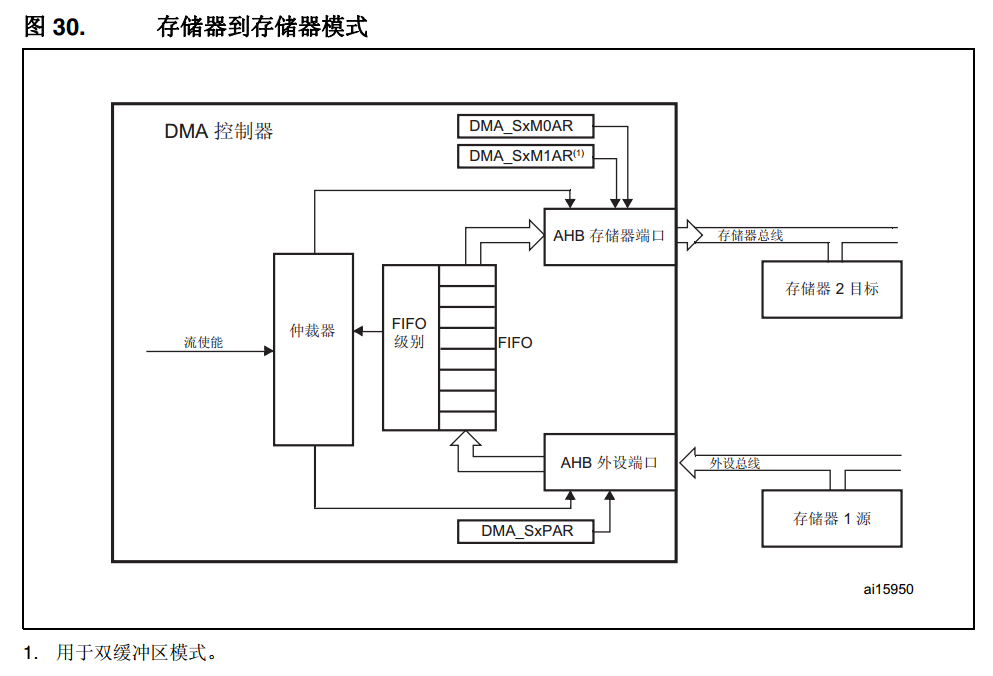 图 30. 存储器到存储器模式
DMA 控制器
DMA_SxM0AR
DMA_SxM1AR(1)
AHB 存储器端口
存储器总线
存储器 2 目标
仲裁器
FIFO
级别
FIFO
流使能
AHB 外设端口
外设总线
存储器 1 源
DMA_SxPAR
ai15950
1. 用于双缓冲区模式。